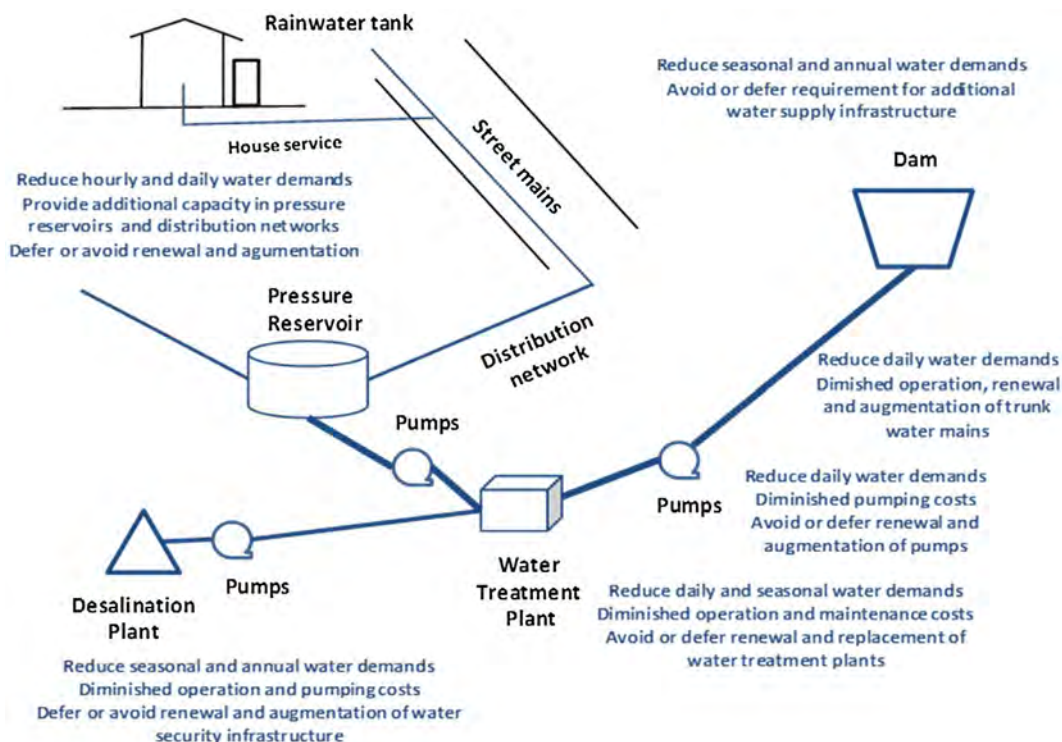 Rainwater tank
House service
Street mains
Reduce seasonal and annual water demands
Avoid or defer requirement for additional
water supply infrastructure
Dam
Reduce hourly and daily water demands
Provide additional capacity in pressure
reservoirs and distribution networks
Defer or avoid renewal and agumentation
Pressure
Reservoir
Distribution
network
Reduce daily water demands
Dimished operation, renewal
and augmentation of trunk
water mains
Pumps
Pumps
Reduce daily water demands
Diminished pumping costs
Avoid or defer renewal and
augmentation of pumps
Pumps
Water
Treatment
Plant
Desalination
Plant
Reduce daily and seasonal water demands
Diminished operation and maintenance costs
Avoid or defer renewal and replacement of
water treatment plants
Reduce seasonal and annual water demands
Diminished operation and pumping costs
Defer or avoid renewal and augmentation of water
security infrastructure